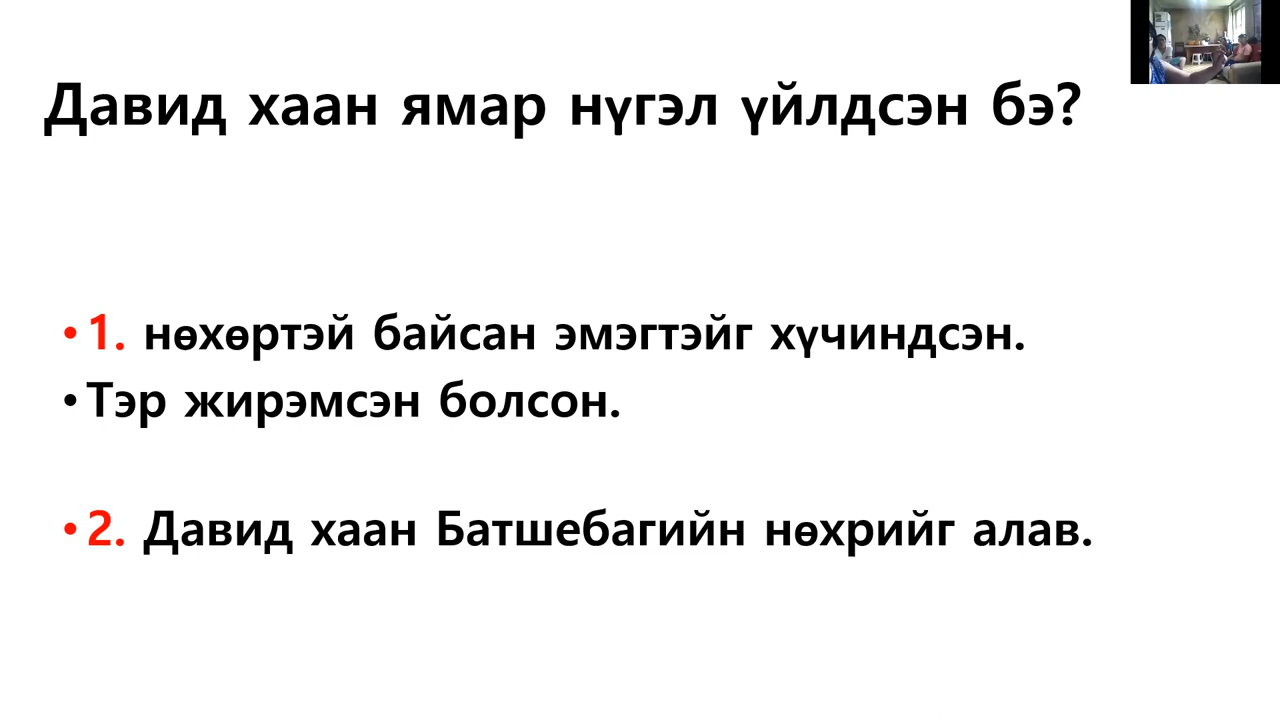 Давид хаан ямар нүгэл үйлдсэн бэ?
• 1. нөхөртэй байсан эмэгтэйг хүчиндсэн.
• Тэр жирэмсэн болсон.
• 2. Давид хаан Батшебагийн нөхрийг алав.